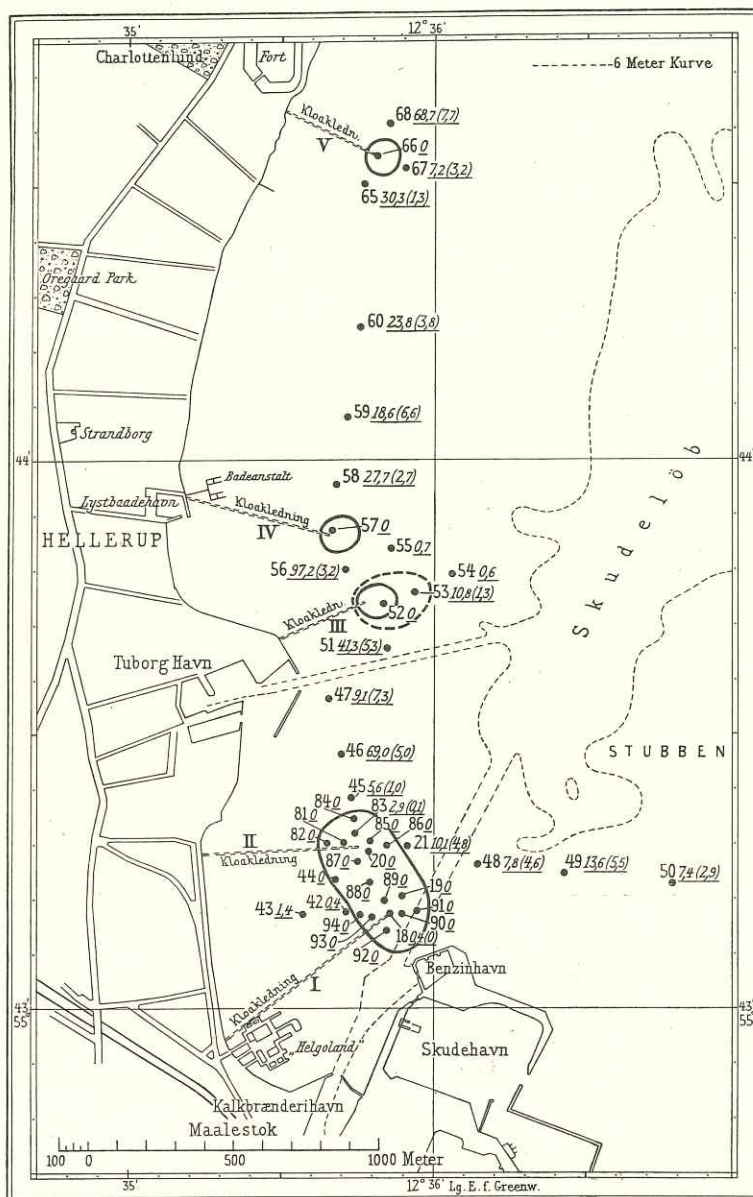 35'
12° 36'
Charlottenlund
Fort
6 Meter Kurve
Kloakledn.
V
68 68,7 (7,7)
66 0
67 7,2 (3,2)
65 30,3 (1,3)
Oregaard Park
60 23,8 (3,8)
59 18,6 (6,6)
Strandborg
44'
44'
58 27,7 (2,7)
Badeanstalt
Lystbaadehavn
Kloakledning
57 0
HELLERUP
IV
55 0,7
56 97,2 (3,2)
54 0,6
53 10,8 (1,3)
Kloakledn.
52 0
III
Skudelöb
51 41,3 (5,3)
Tuborg Havn
47 9,1 (7,3)
46 69,0 (5,0)
STUBBEN
45 5,6 (1,0)
84 0
83 2,9 (0,1)
81 0
85 0
86 0
82 0
II
21 10,1 (4,8)
Kloakledning
87 0
20 0
48 7,8 (4,6)
49 13,6 (5,5)
50 7,4 (2,9)
44 0
88 0
89 0
19 0
43 1,4
42 0,4
91 0
94 0
90 0
93 0
18 0,4 0
92 0
I
Kloakledning
Benzinhavn
43'
55°
43'
55°
"Helgoland"
Skudehavn
Kalkbrænderihavn
Maalestok
100 0 500 1000 Meter
35'
12° 36' Lg. E. f. Greenw.